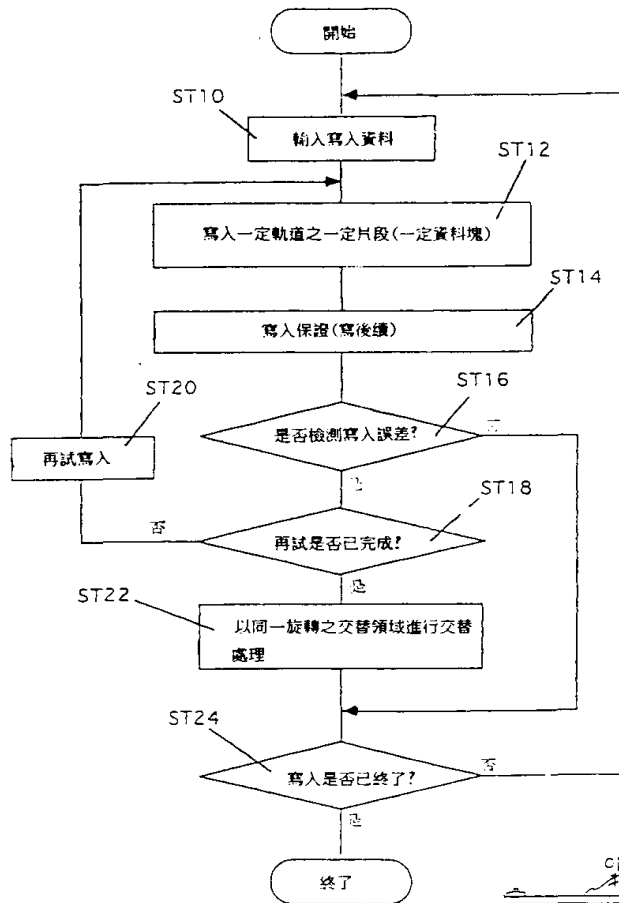 開始
ST10
輸入寫入資料
ST12
寫入一定軌道之一定片段(一定資料塊)
ST14
寫入保證(寫後續)
ST20
ST16
是否檢測寫入誤差?
否
再試寫入
是
ST18
否
再試是否已完成?
是
ST22
以同一旋轉之交替領域進行交替
處理
ST24
寫入是否已終了?
否
是
終了